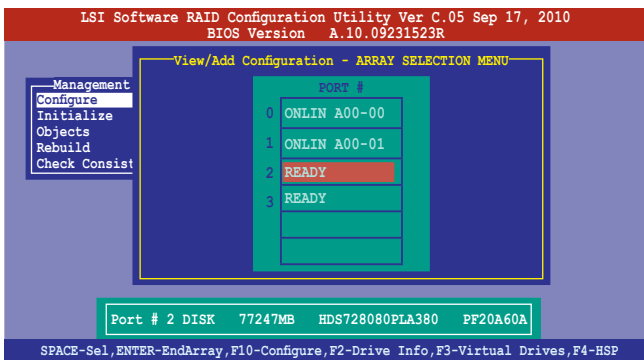 LSI Software RAID Configuration Utility Ver C.05 Sep 17, 2010
BIOS Version A.10.09231523R
View/Add Configuration - ARRAY SELECTION MENU
Management
Configure
Initialize
Objects
Rebuild
Check Consist
PORT #
0 ONLIN A00-00
1 ONLIN A00-01
2 READY
3 READY
Port # 2 DISK 77247MB HDS728080PLA380 PF20A60A
SPACE-Sel,ENTER-EndArray,F10-Configure,F2-Drive Info,F3-Virtual Drives,F4-HSP